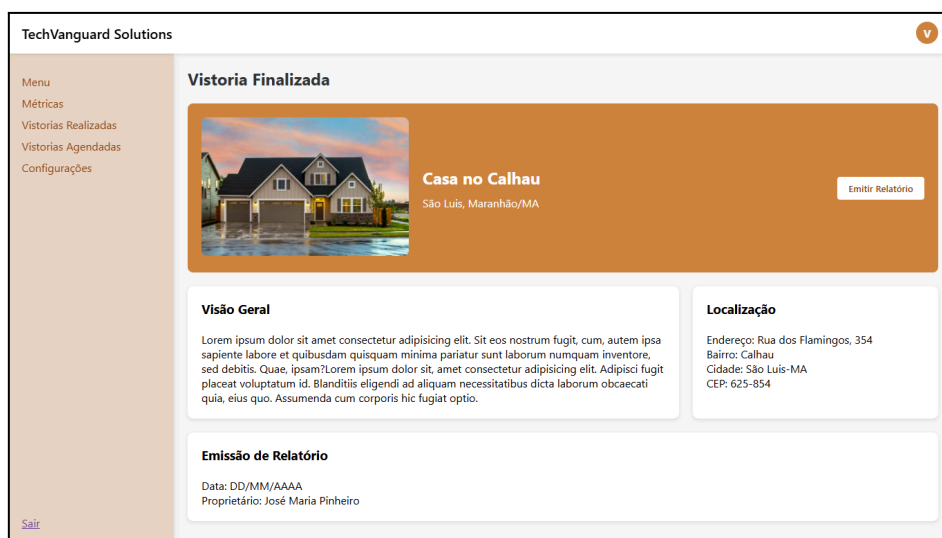 TechVanguard Solutions
V
Menu
Métricas
Vistorias Realizadas
Vistorias Agendadas
Configurações
Sair
Vistoria Finalizada
Casa no Calhau
São Luis, Maranhão/MA
Emitir Relatório
Visão Geral
Lorem ipsum dolor sit amet consectetur adipisicing elit. Sit eos nostrum fugit, cum, autem ipsa
sapiente labore et quibusdam quisquam minima pariatur sunt laborum numquam inventore,
sed debitis. Quae, ipsam?Lorem ipsum dolor sit, amet consectetur adipisicing elit. Adipisci fugit
placeat voluptatum id. Blanditiis eligendi ad aliquam necessitatibus dicta laborum obcaecati
quia, eius quo. Assumenda cum corporis hic fugiat optio.
Localização
Endereço: Rua dos Flamingos, 354
Bairro: Calhau
Cidade: São Luis-MA
CEP: 625-854
Emissão de Relatório
Data: DD/MM/AAAA
Proprietário: José Maria Pinheiro